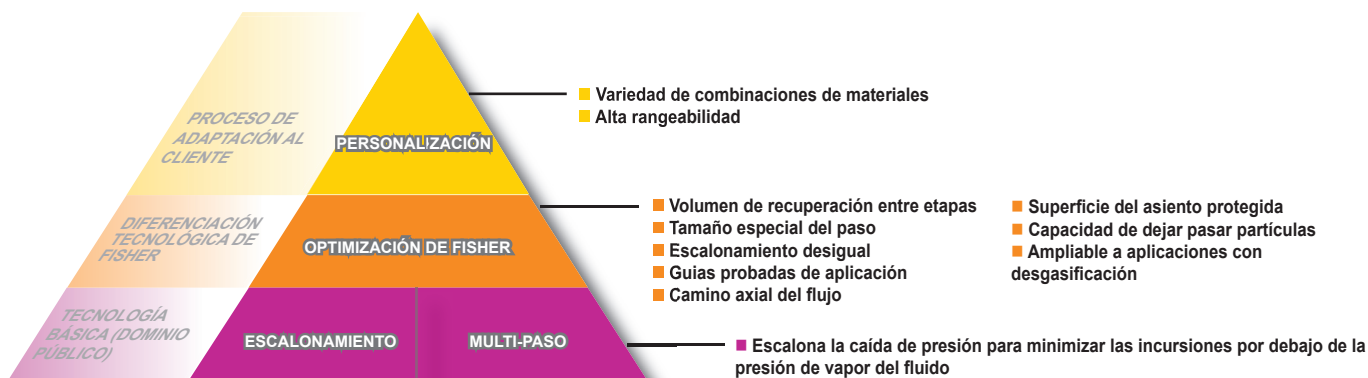 PROCESO DE
ADAPTACIÓN AL
CLIENTE
PERSONALIZACIÓN
Variedad de combinaciones de materiales
Alta rangeabilidad
DIFERENCIACIÓN
TECNOLÓGICA DE
FISHER
OPTIMIZACIÓN DE FISHER
Volumen de recuperación entre etapas
Tamaño especial del paso
Escalonamiento desigual
Guias probadas de aplicación
Camino axial del flujo
Superficie del asiento protegida
Capacidad de dejar pasar partículas
Ampliable a aplicaciones con
desgasificación
TECNOLOGÍA
BÁSICA (DOMINIO
PÚBLICO)
ESCALONAMIENTO
MULTI-PASO
Escalona la caída de presión para minimizar las incursiones por debajo de la
presión de vapor del fluido